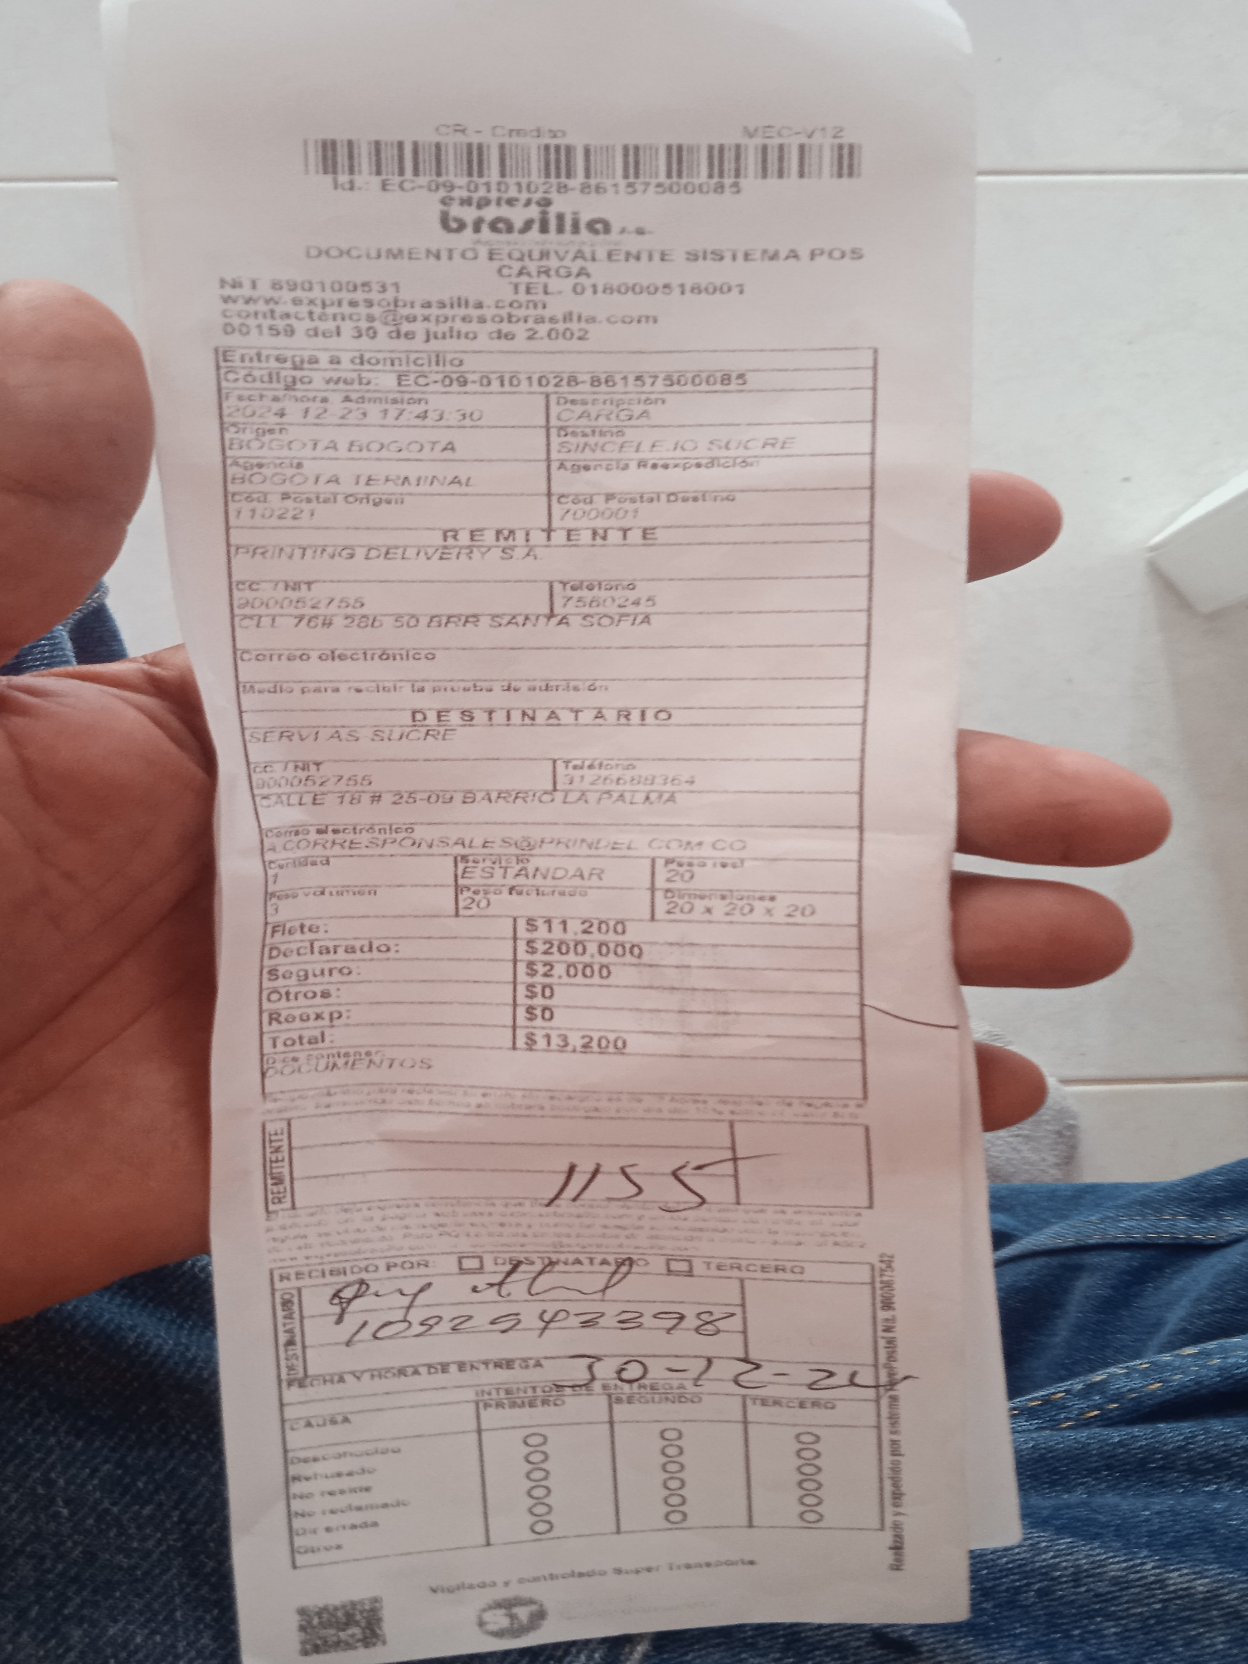 CR - Credito MEC-V12
Id.: EC-09-0101028-86157500085
expreso
brasilia s.a.
DOCUMENTO EQUIVALENTE SISTEMA POS
CARGA
NIT 890100531 TEL. 018000518001
www.expresobrasilia.com
contactenos@expresobrasilia.com
00159 del 30 de julio de 2.002
Entrega a domicilio
Código web: EC-09-0101028-86157500085
Fecha/hora Admisión Descripción
2024-12-23 17:43:30 CARGA
Origen Destino
BOGOTA BOGOTA SINCELEJO SUCRE
Agencia Agencia Reexpedición
BOGOTA TERMINAL
Cód. Postal Origen Cód. Postal Destino
110221 700001
REMITENTE
PRINTING DELIVERY S.A.
CC. / NIT Teléfono
900052755 7560245
CLL 76# 28b 50 BRR SANTA SOFIA
Correo electrónico
Medio para recibir la prueba de admisión
DESTINATARIO
SERVI AS SUCRE
CC. / NIT Teléfono
900052755 3126688364
CALLE 18 # 25-09 BARRIO LA PALMA
Correo electrónico
ACORRESPONSALES@PRINDEL.COM.CO
Cantidad Servicio Peso real
1 ESTANDAR 20
Peso volumen Peso facturado Dimensiones
3 20 20 x 20 x 20
Flete: $11,200
Declarado: $200,000
Seguro: $2,000
Otros: $0
Reexp: $0
Total: $13,200
Dice contener:
DOCUMENTOS
REMITENTE
1155
RECIBIDO POR: DESTINATARIO TERCERO
DESTINATARIO
1092943398
FECHA Y HORA DE ENTREGA 30-12-24
INTENTOS DE ENTREGA
CAUSA PRIMERO SEGUNDO TERCERO
Desconocido
Rehusado
No reside
No reclamado
Dir errada
Otros
Vigilado y controlado Super Transporte